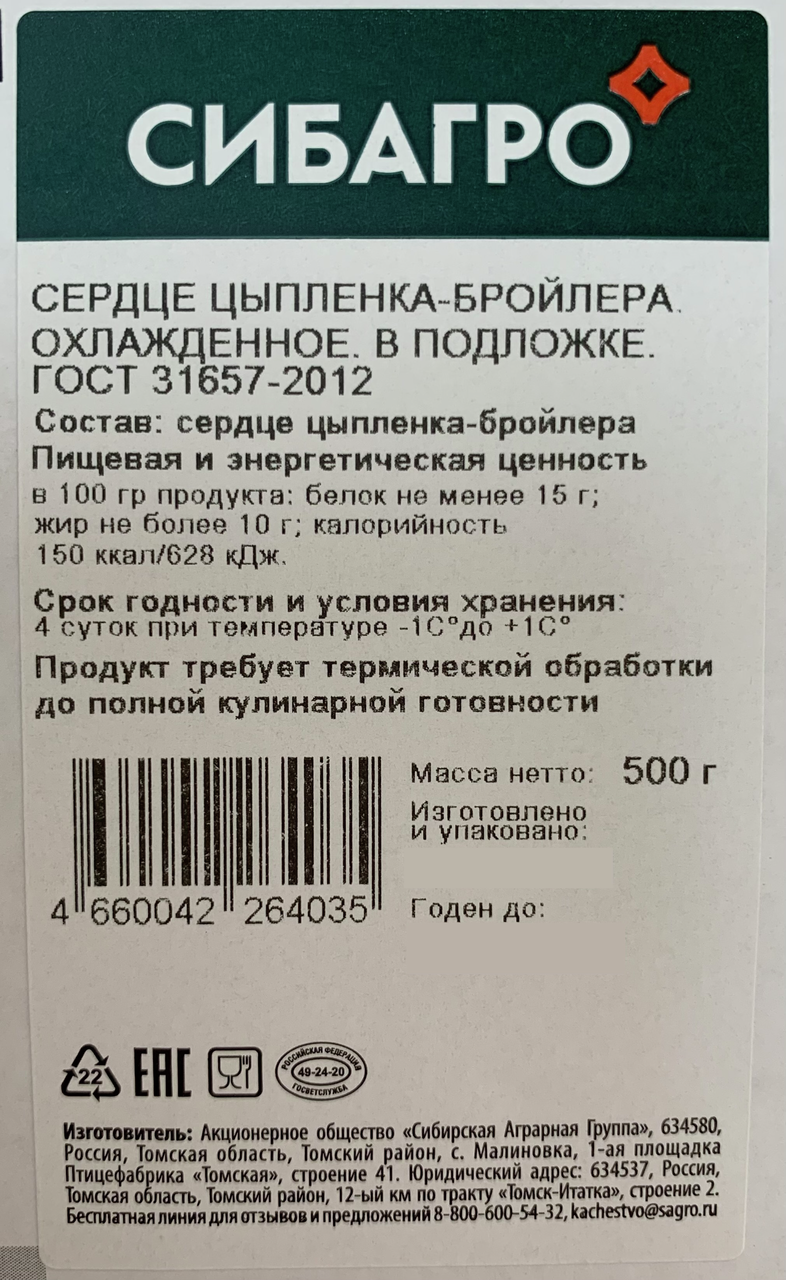 СИБАГРО
СЕРДЦЕ ЦЫПЛЕНКА-БРОЙЛЕРА.
ОХЛАЖДЕННОЕ. В ПОДЛОЖКЕ.
ГОСТ 31657-2012
Состав: сердце цыпленка-бройлера
Пищевая и энергетическая ценность
в 100 гр продукта: белок не менее 15 г;
жир не более 10 г; калорийность
150 ккал/628 кДж.
Срок годности и условия хранения:
4 суток при температуре -1С°до +1С°
Продукт требует термической обработки
до полной кулинарной готовности
Масса нетто: 500 г
Изготовлено
и упаковано:
4 660042 264035
Годен до:
22
ЕАС
РОССИЙСКАЯ ФЕДЕРАЦИЯ
49-24-20
ГОСВЕТСЛУЖБА
Изготовитель: Акционерное общество «Сибирская Аграрная Группа», 634580,
Россия, Томская область, Томский район, с. Малиновка, 1-ая площадка
Птицефабрика «Томская», строение 41. Юридический адрес: 634537, Россия,
Томская область, Томский район, 12-ый км по тракту «Томск-Итатка», строение 2.
Бесплатная линия для отзывов и предложений 8-800-600-54-32, kachestvo@sagro.ru